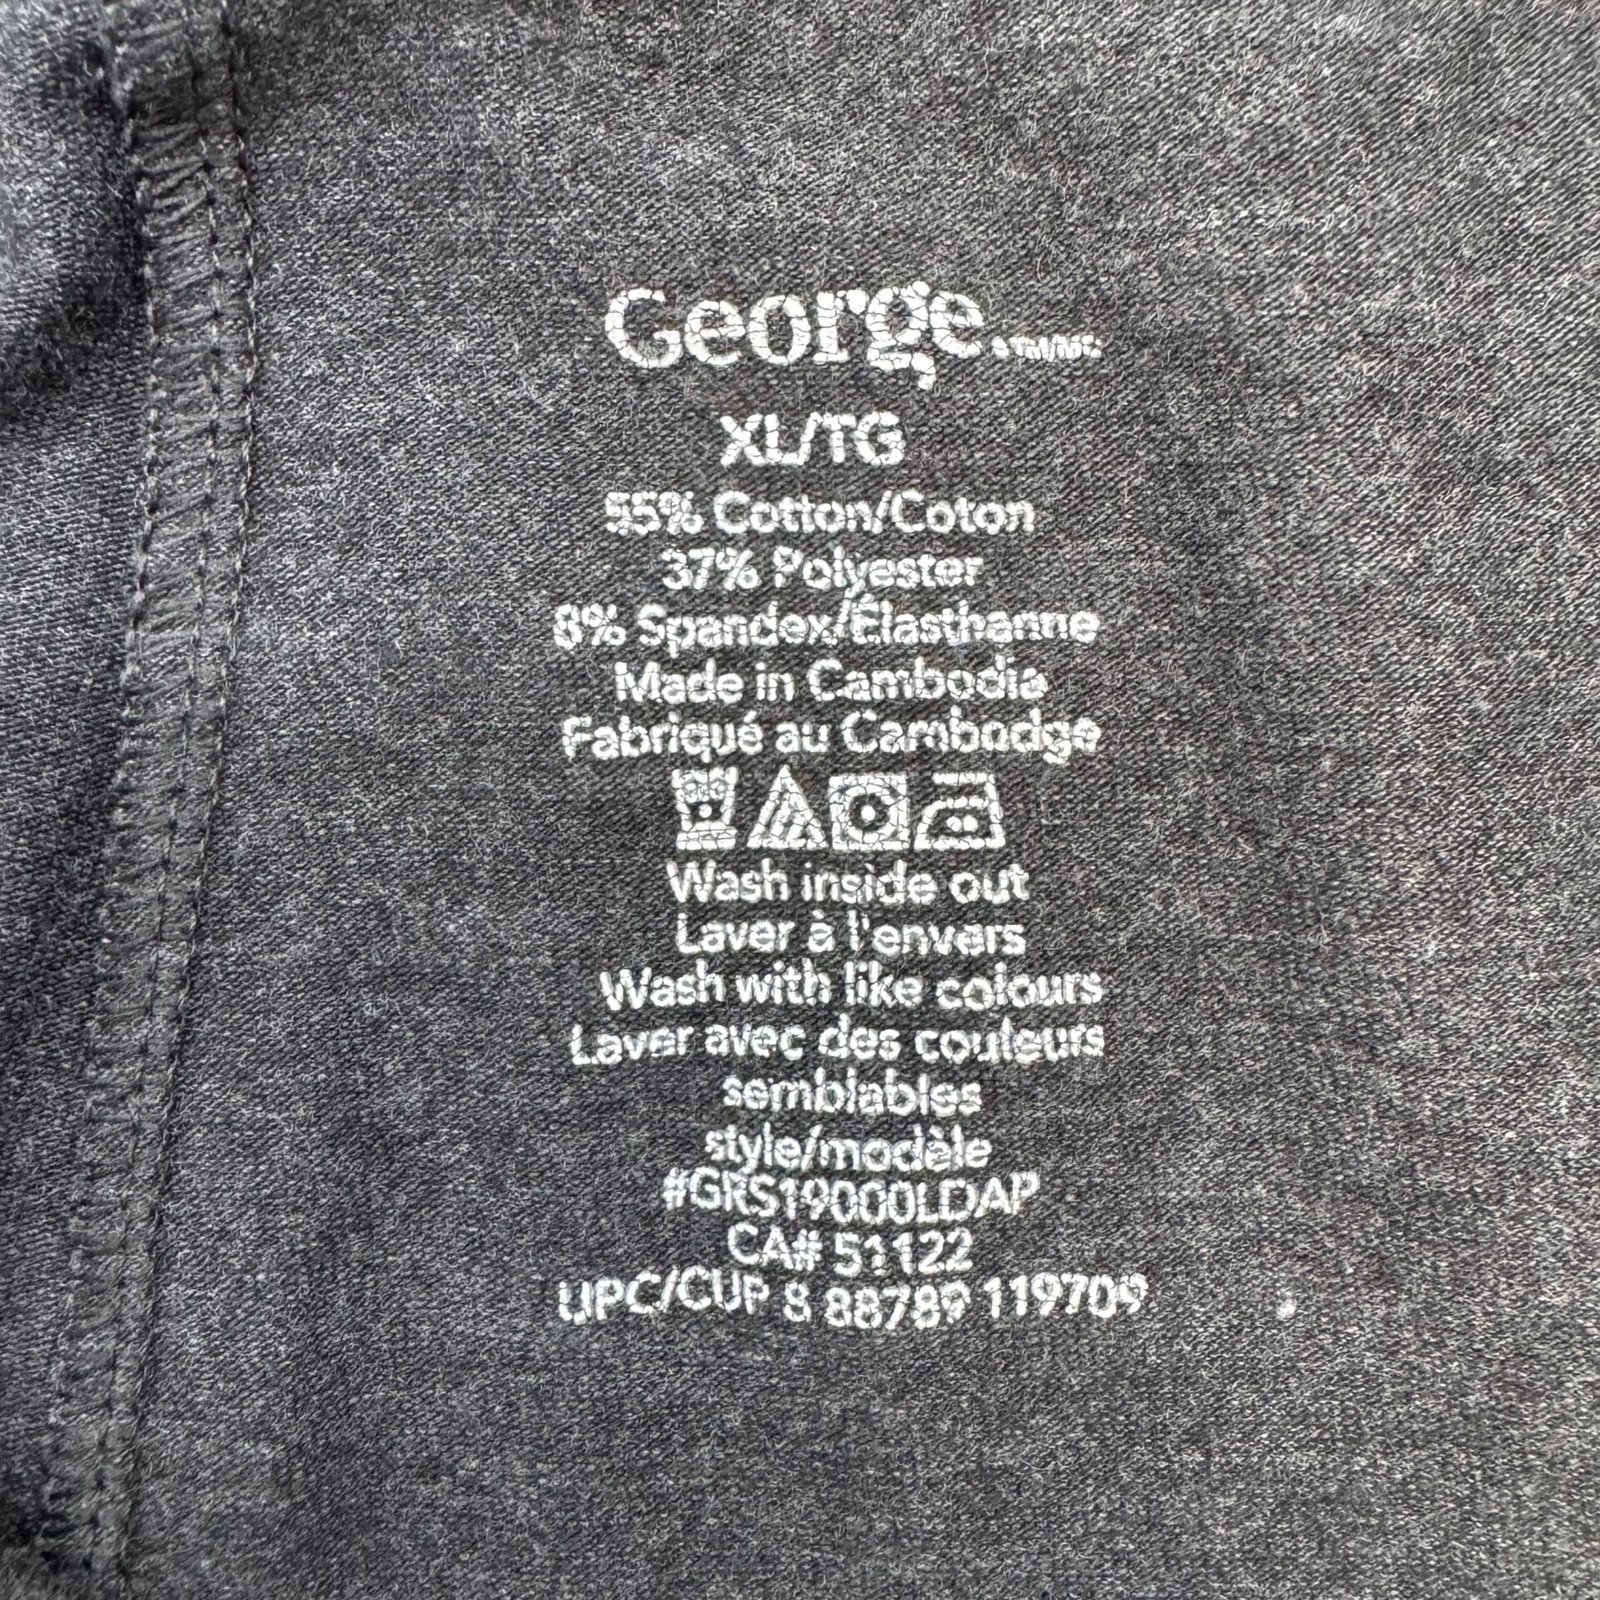 George
XL/TG
55% Cotton/Coton
37% Polyester
8% Spandex/Élasthanne
Made in Cambodia
Fabriqué au Cambodge
Wash inside out
Laver à l'envers
Wash with like colours
Laver avec des couleurs
semblables
style/modèle
#GRS19000LDAP
CA# 51122
UPC/CUP 8 88789 119709